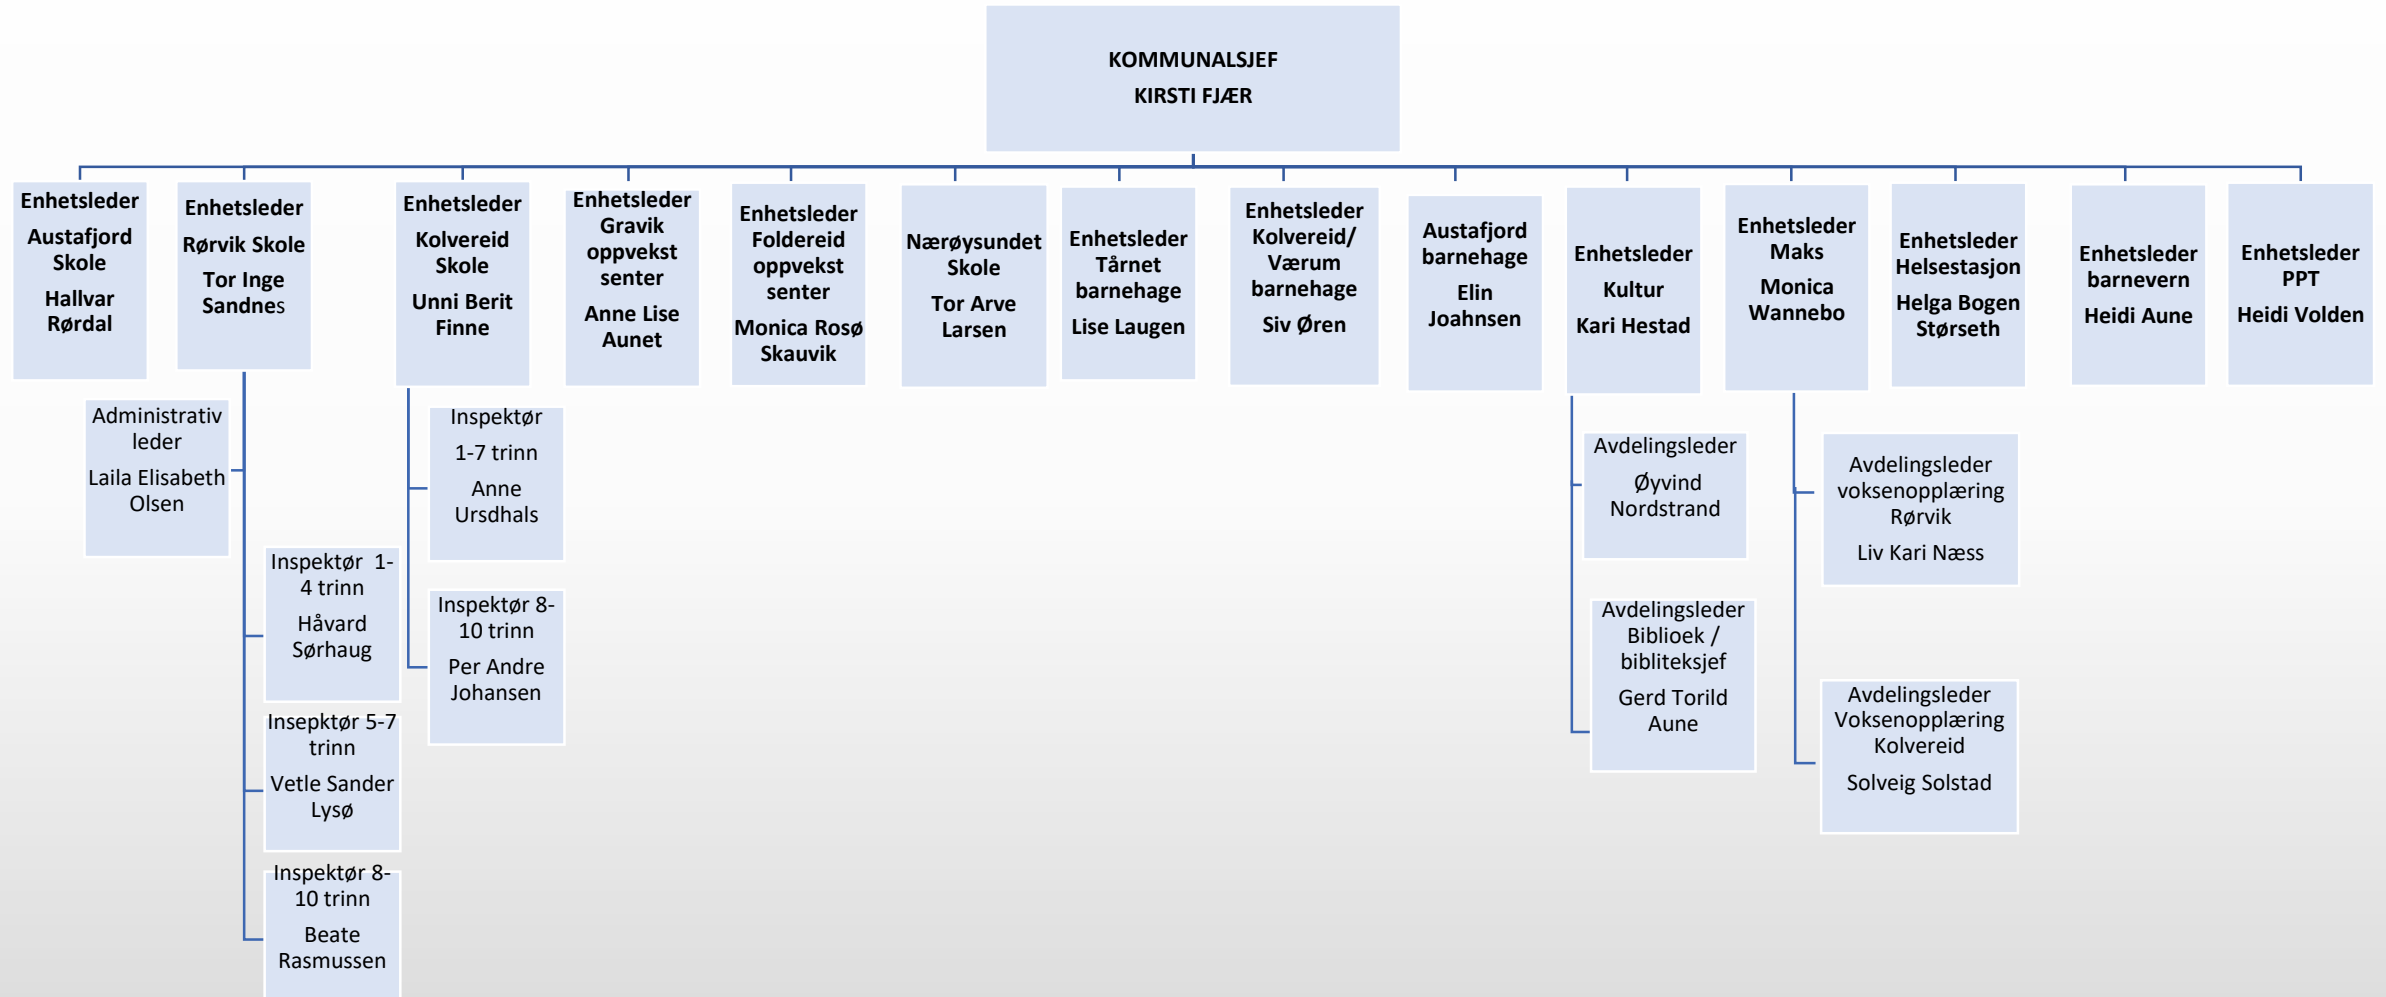 KOMMUNALSJEF
KIRSTI FJÆR
Enhetsleder
Austafjord
Skole
Hallvar
Rørdal
Enhetsleder
Rørvik Skole
Tor Inge
Sandnes
Enhetsleder
Kolvereid
Skole
Unni Berit
Finne
Enhetsleder
Gravik
oppvekst
senter
Anne Lise
Aunet
Enhetsleder
Foldereid
oppvekst
senter
Monica Rosø
Skauvik
Nærøysundet
Skole
Tor Arve
Larsen
Enhetsleder
Tårnet
barnehage
Lise Laugen
Enhetsleder
Kolvereid/
Værum
barnehage
Siv Øren
Austafjord
barnehage
Elin
Joahnsen
Enhetsleder
Kultur
Kari Hestad
Enhetsleder
Maks
Monica
Wannebo
Enhetsleder
Helsestasjon
Helga Bogen
Størseth
Enhetsleder
barnevern
Heidi Aune
Enhetsleder
PPT
Heidi Volden
Administrativ
leder
Laila Elisabeth
Olsen
Inspektør 1-
4 trinn
Håvard
Sørhaug
Insepktør 5-7
trinn
Vetle Sander
Lysø
Inspektør 8-
10 trinn
Beate
Rasmussen
Inspektør
1-7 trinn
Anne
Ursdhals
Inspektør 8-
10 trinn
Per Andre
Johansen
Avdelingsleder
Øyvind
Nordstrand
Avdelingsleder
Biblioek /
bibliteksjef
Gerd Torild
Aune
Avdelingsleder
voksenopplæring
Rørvik
Liv Kari Næss
Avdelingsleder
Voksenopplæring
Kolvereid
Solveig Solstad